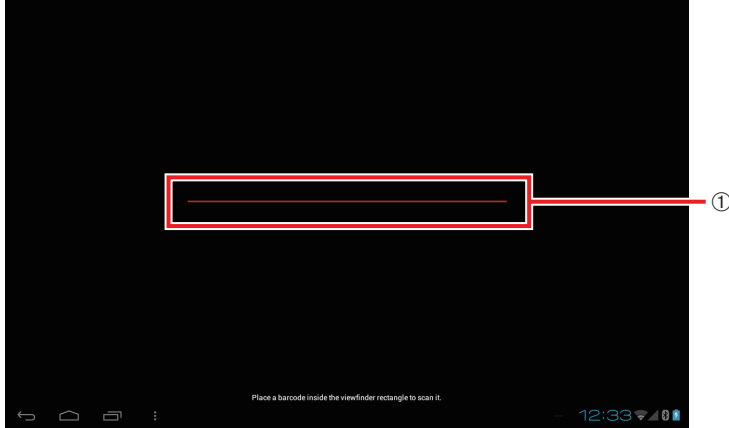 ①
Place a barcode inside the viewfinder rectangle to scan it.
12:33